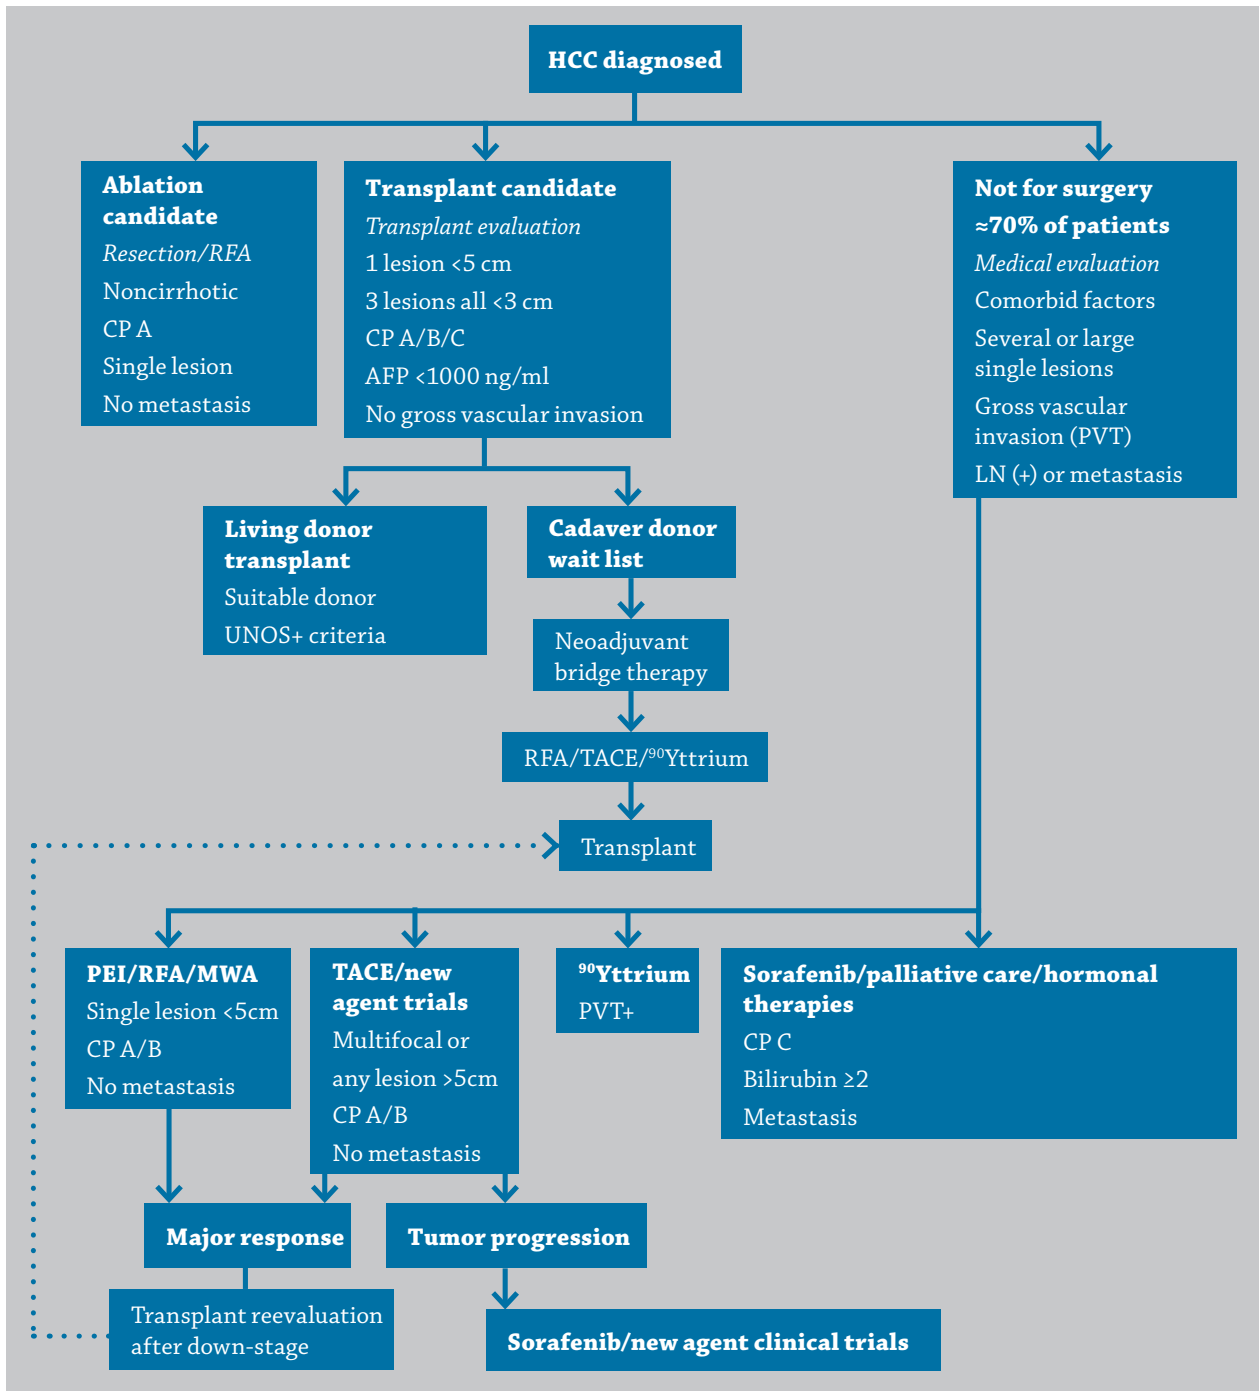 HCC diagnosed
Ablation
candidate
Resection/RFA
Noncirrhotic
CP A
Single lesion
No metastasis
Transplant candidate
Transplant evaluation
1 lesion <5 cm
3 lesions all <3 cm
CP A/B/C
AFP <1000 ng/ml
No gross vascular invasion
Not for surgery
≈70% of patients
Medical evaluation
Comorbid factors
Several or large
single lesions
Gross vascular
invasion (PVT)
LN (+) or metastasis
Living donor
transplant
Suitable donor
UNOS+ criteria
Cadaver donor
wait list
Neoadjuvant
bridge therapy
RFA/TACE/⁹⁰Yttrium
Transplant
PEI/RFA/MWA
Single lesion <5cm
CP A/B
No metastasis
TACE/new
agent trials
Multifocal or
any lesion >5cm
CP A/B
No metastasis
⁹⁰Yttrium
PVT+
Sorafenib/palliative care/hormonal
therapies
CP C
Bilirubin ≥2
Metastasis
Major response
Tumor progression
Transplant reevaluation
after down-stage
Sorafenib/new agent clinical trials